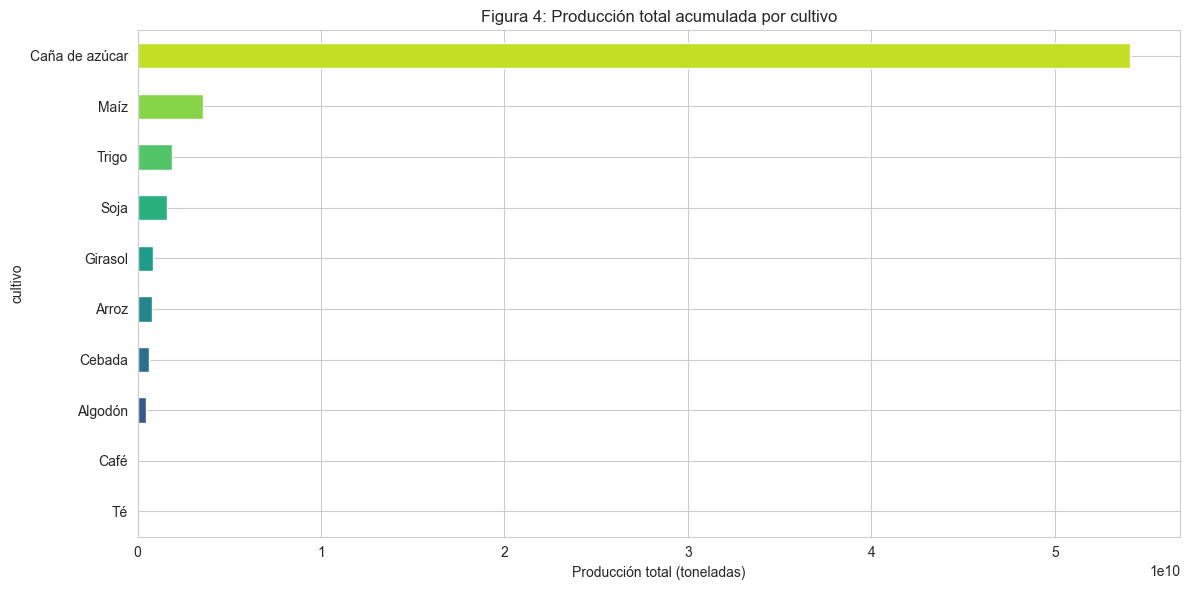 Figura 4: Producción total acumulada por cultivo
Caña de azúcar
Maíz
Trigo
Soja
Girasol
Arroz
Cebada
Algodón
Café
Té
cultivo
0 1 2 3 4 5
1e10
Producción total (toneladas)